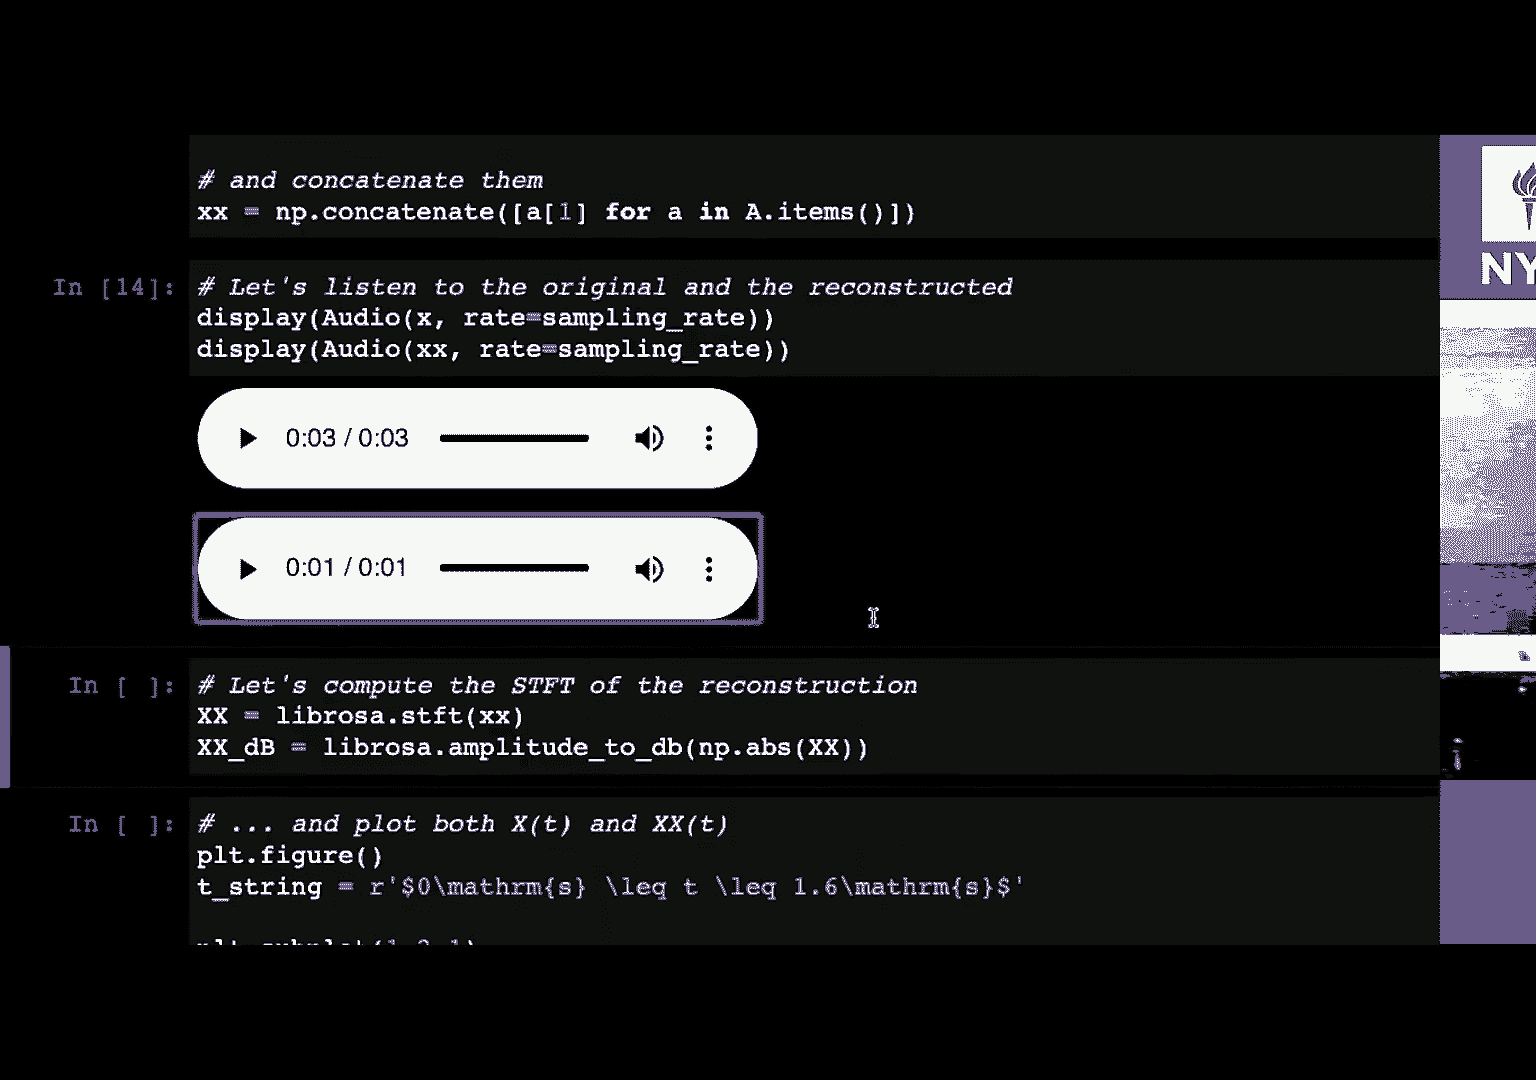 # and concatenate them
xx = np.concatenate([a[1] for a in A.items()])
In [14]: # Let's listen to the original and the reconstructed
display(Audio(x, rate=sampling_rate))
display(Audio(xx, rate=sampling_rate))
0:03 / 0:03
0:01 / 0:01
In [ ]: # Let's compute the STFT of the reconstruction
XX = librosa.stft(xx)
XX_dB = librosa.amplitude_to_db(np.abs(XX))
In [ ]: # ... and plot both X(t) and XX(t)
plt.figure()
t_string = r'$0\mathrm{s} \leq t \leq 1.6\mathrm{s}$'
NY